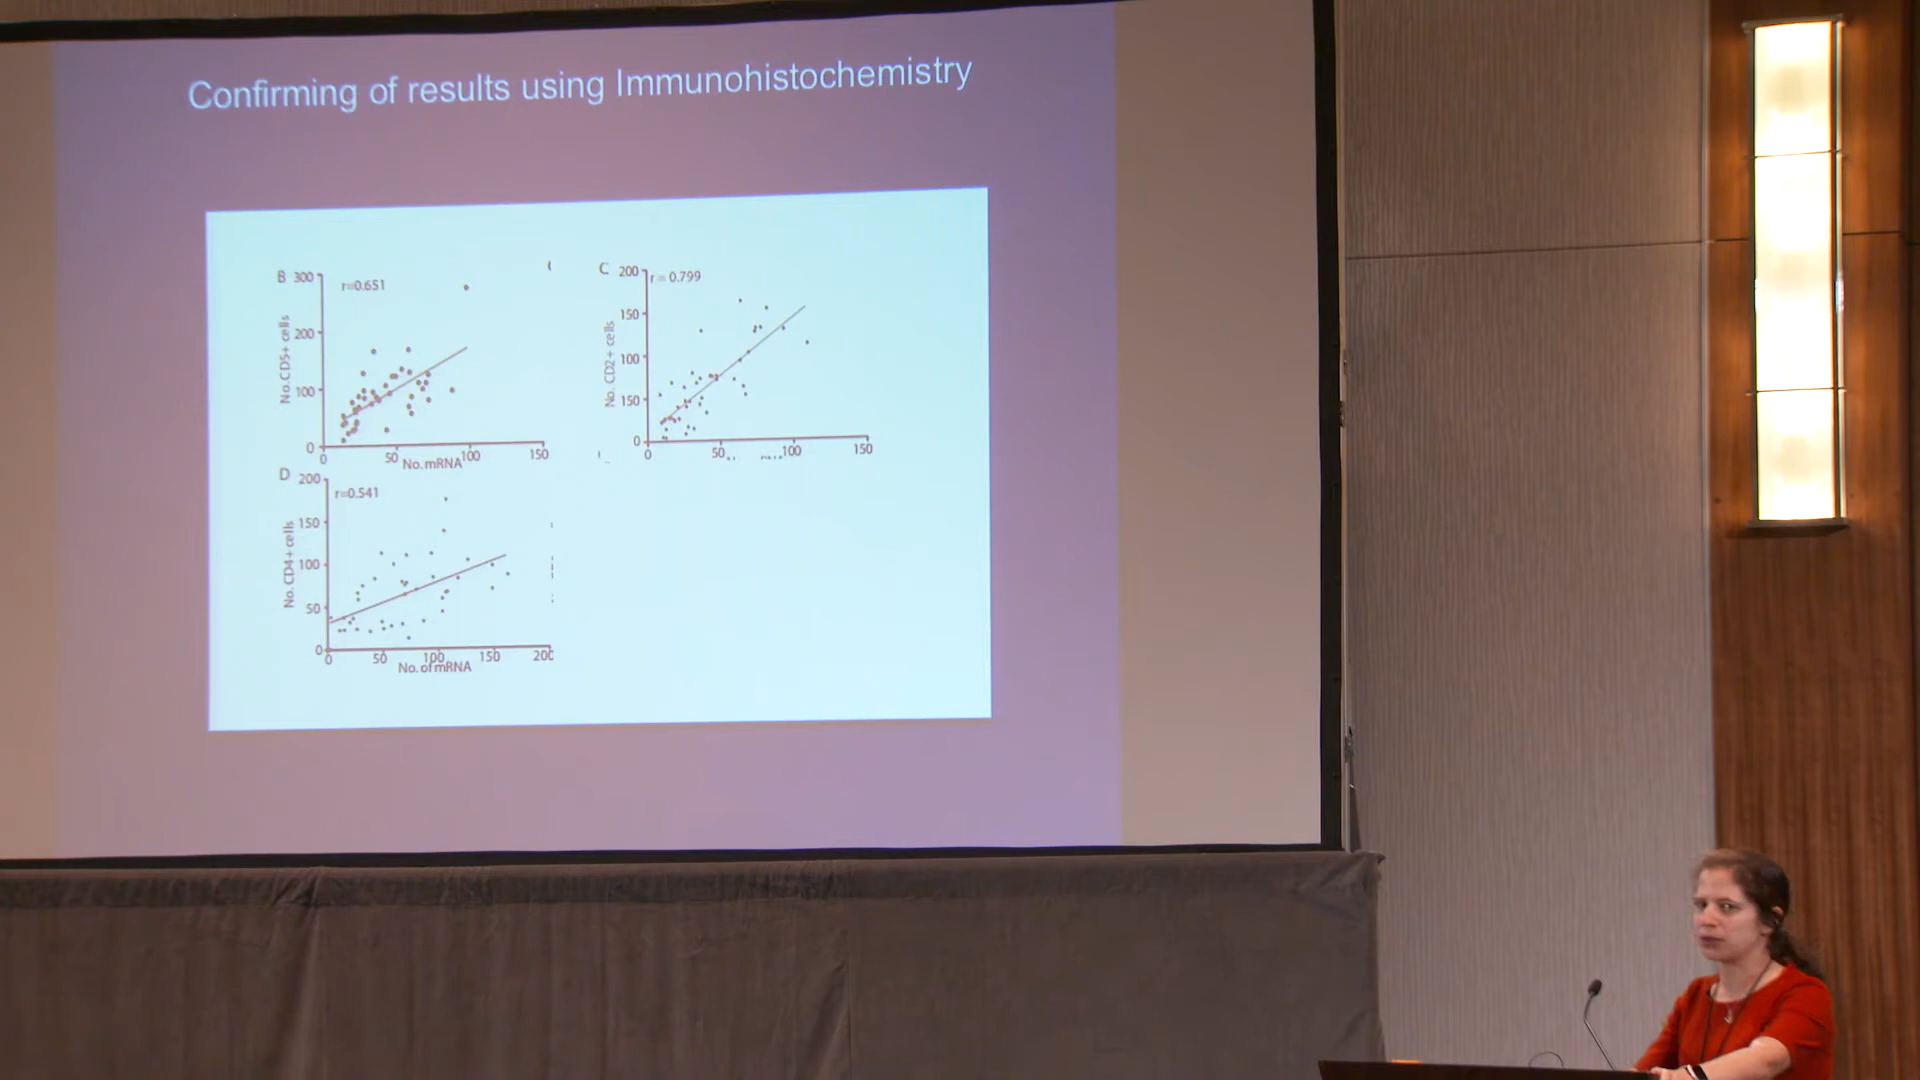 Confirming of results using Immunohistochemistry
B
r=0.651
300
200
100
0
No.CD5+ cells
0 50 100 150
No.mRNA
C
r = 0.799
200
150
100
150
0
No. CD2+ cells
0 50 100 150
D
r=0.541
200
150
100
50
0
No. CD4+ cells
0 50 100 150 200
No. of mRNA